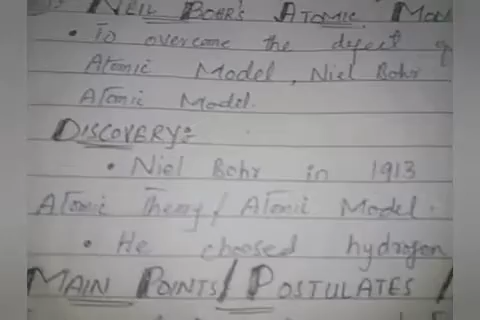 NEIL BOHR'S ATOMIC MOD
• To overcome the defect of
Atomic Model, Niel Bohr
Atomic Model.
DISCOVERY:
• Niel Bohr in 1913
Atomic Theory / Atomic Model.
• He choosed hydrogen
MAIN POINTS / POSTULATES /